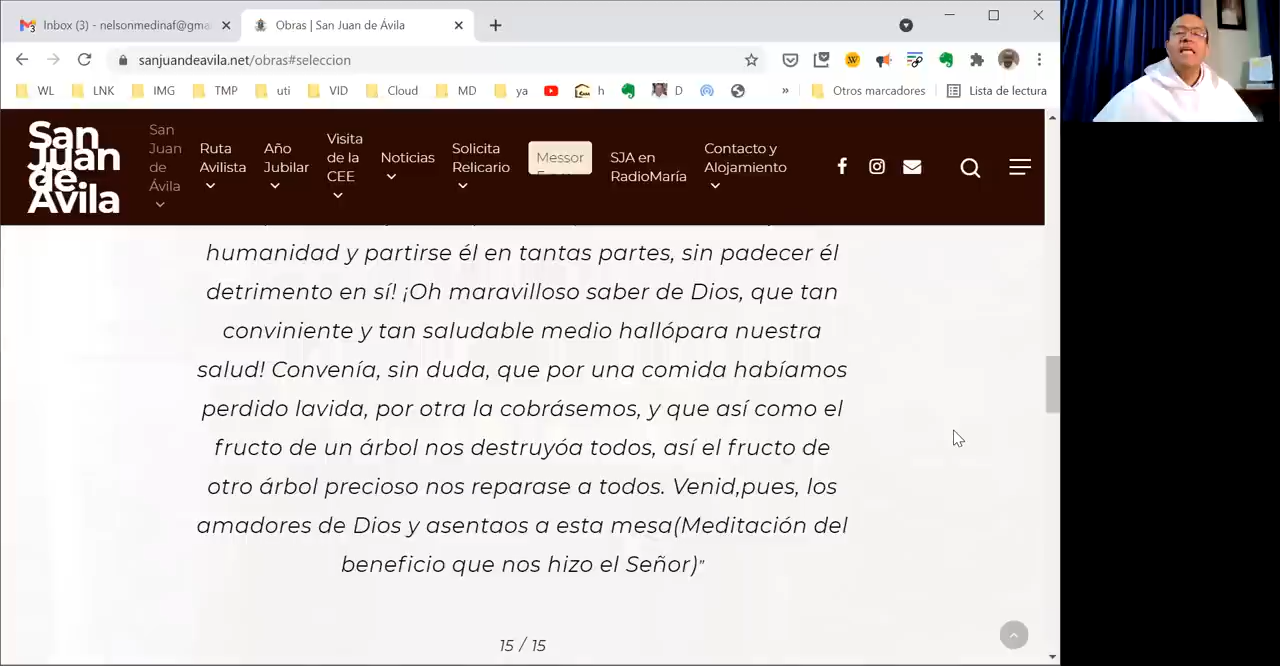 Inbox (3) - nelsonmedinaf@gma
Obras | San Juan de Ávila
sanjuandeavila.net/obras#seleccion
WL
LNK
IMG
TMP
uti
VID
Cloud
MD
ya
h
D
»
Otros marcadores
Lista de lectura
San
Juan
de
Ávila
San
Juan
de
Ávila
Ruta
Avilista
Año
Jubilar
Visita
de la
CEE
Noticias
Solicita
Relicario
Messor
SJA en
RadioMaría
Contacto y
Alojamiento
humanidad y partirse él en tantas partes, sin padecer él
detrimento en sí! ¡Oh maravilloso saber de Dios, que tan
conviniente y tan saludable medio hallópara nuestra
salud! Convenía, sin duda, que por una comida habíamos
perdido lavida, por otra la cobrásemos, y que así como el
fructo de un árbol nos destruyóa todos, así el fructo de
otro árbol precioso nos reparase a todos. Venid,pues, los
amadores de Dios y asentaos a esta mesa(Meditación del
beneficio que nos hizo el Señor)"
15 / 15